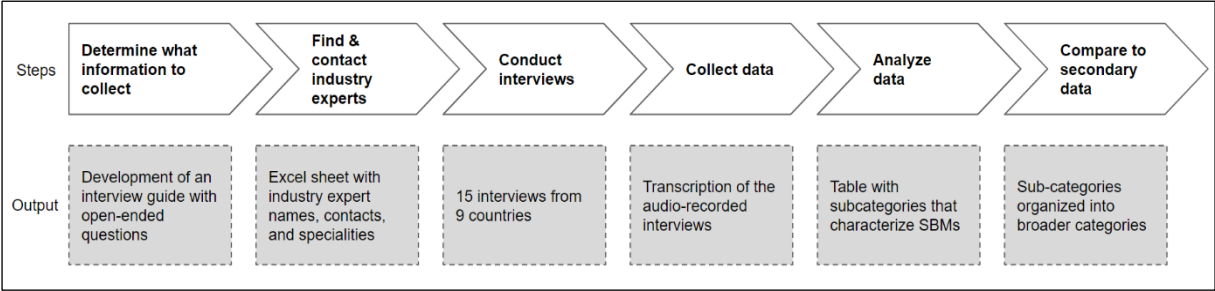 Steps
Determine what
information to
collect
Find &
contact
industry
experts
Conduct
interviews
Collect data
Analyze
data
Compare to
secondary
data
Output
Development of an
interview guide with
open-ended
questions
Excel sheet with
industry expert
names, contacts,
and specialities
15 interviews from
9 countries
Transcription of the
audio-recorded
interviews
Table with
subcategories that
characterize SBMs
Sub-categories
organized into
broader categories